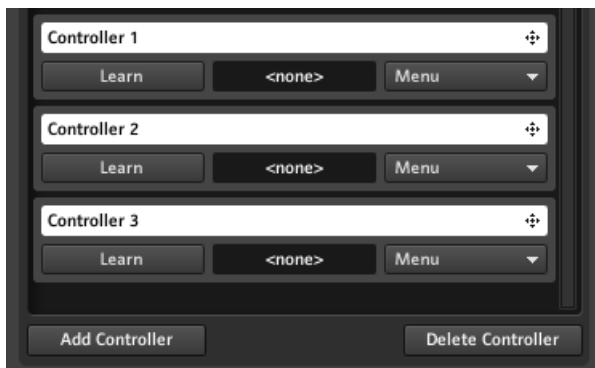 Controller 1
Learn <none> Menu
Controller 2
Learn <none> Menu
Controller 3
Learn <none> Menu
Add Controller Delete Controller